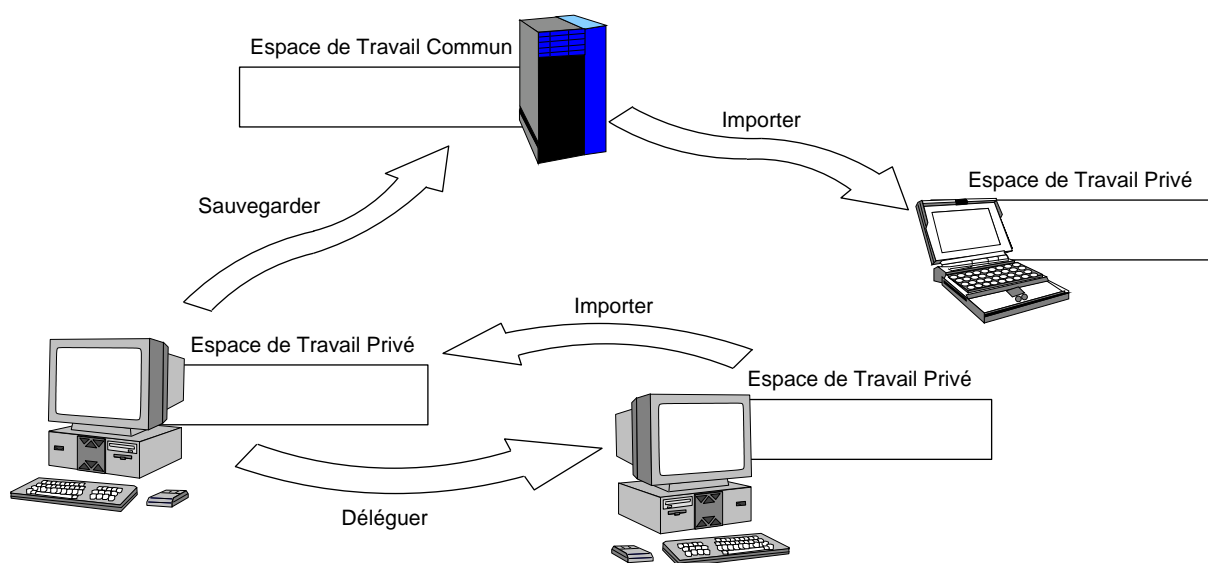 Espace de Travail Commun
Importer
Espace de Travail Privé
Sauvegarder
Importer
Espace de Travail Privé
Espace de Travail Privé
Déléguer